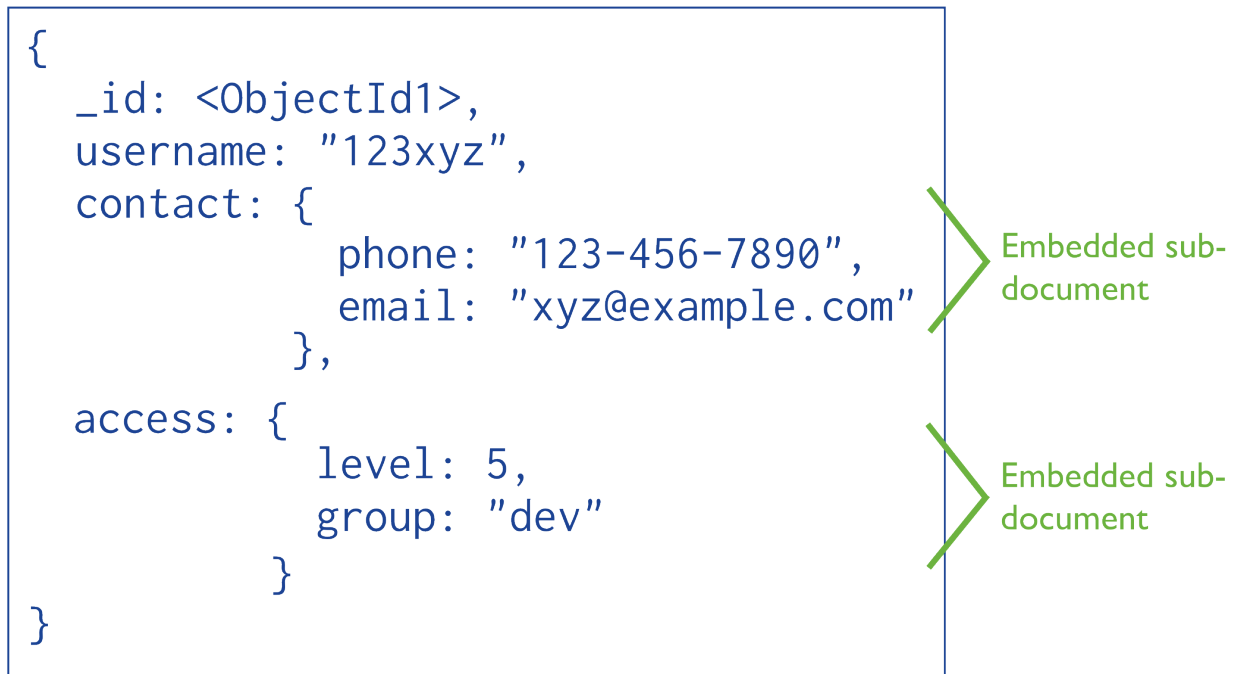 {
_id: <ObjectId1>,
username: "123xyz",
contact: {
phone: "123-456-7890",
email: "xyz@example.com"
},
access: {
level: 5,
group: "dev"
}
}
Embedded sub-
document
Embedded sub-
document